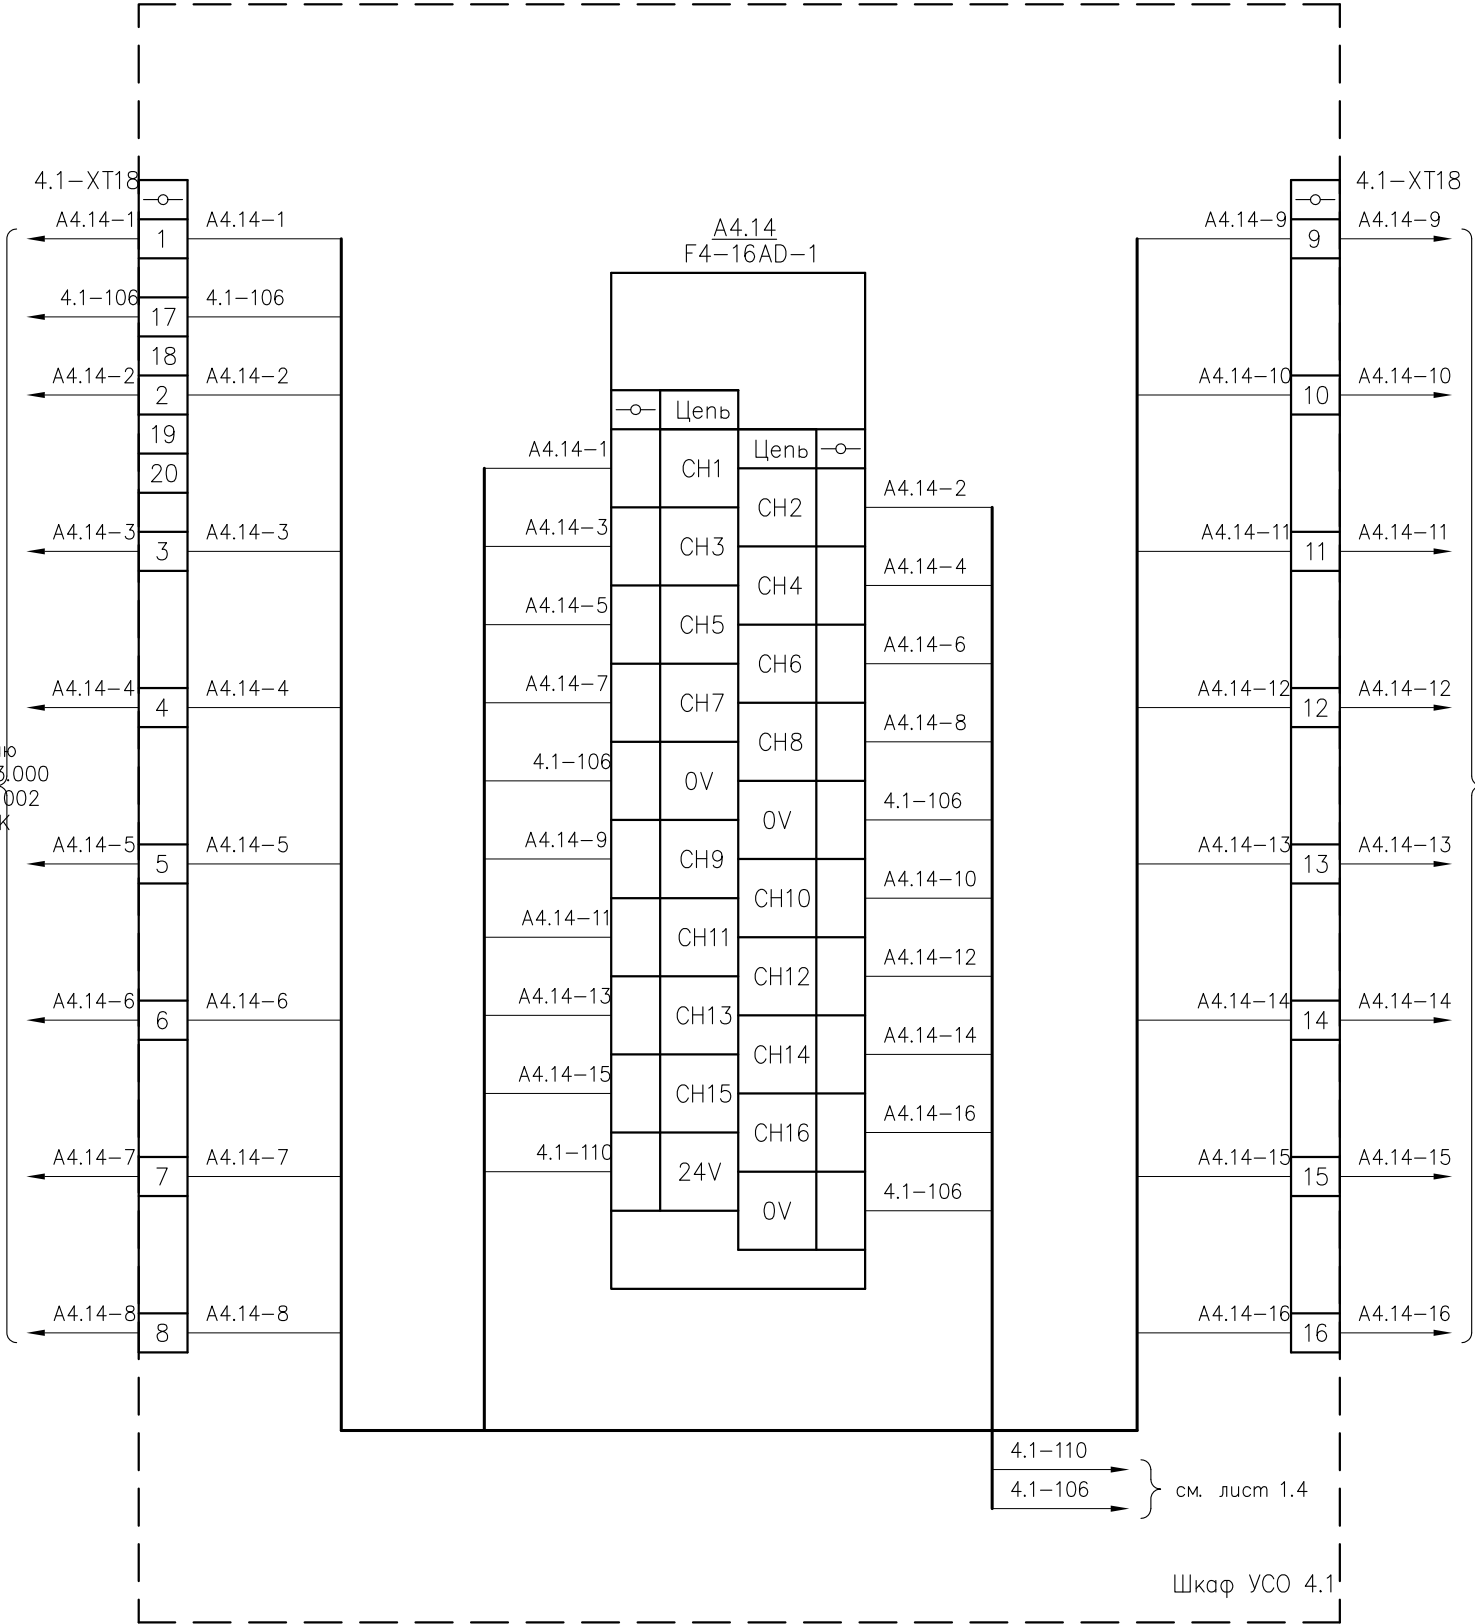 4.1-XT18
A4.14-1 1 A4.14-1
4.1-106 17 4.1-106
18
A4.14-2 2 A4.14-2
19
20
A4.14-3 3 A4.14-3
A4.14-4 4 A4.14-4
.000
002
A4.14-5 5 A4.14-5
A4.14-6 6 A4.14-6
A4.14-7 7 A4.14-7
A4.14-8 8 A4.14-8
A4.14
F4-16AD-1
Цепь
A4.14-1 CH1
A4.14-3 CH3
A4.14-5 CH5
A4.14-7 CH7
4.1-106 0V
A4.14-9 CH9
A4.14-11 CH11
A4.14-13 CH13
A4.14-15 CH15
4.1-110 24V
Цепь
CH2 A4.14-2
CH4 A4.14-4
CH6 A4.14-6
CH8 A4.14-8
0V 4.1-106
CH10 A4.14-10
CH12 A4.14-12
CH14 A4.14-14
CH16 A4.14-16
0V 4.1-106
4.1-XT18
A4.14-9 9 A4.14-9
A4.14-10 10 A4.14-10
A4.14-11 11 A4.14-11
A4.14-12 12 A4.14-12
A4.14-13 13 A4.14-13
A4.14-14 14 A4.14-14
A4.14-15 15 A4.14-15
A4.14-16 16 A4.14-16
4.1-110
4.1-106
см. лист 1.4
Шкаф УСО 4.1